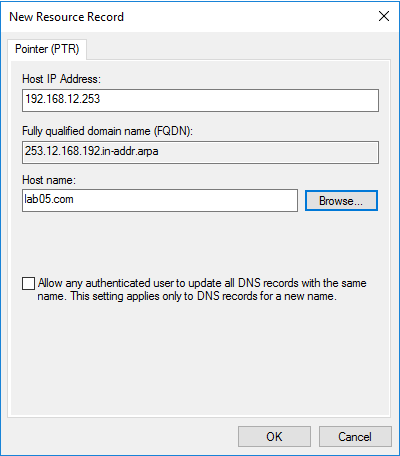 New Resource Record
Pointer (PTR)
Host IP Address:
192.168.12.253
Fully qualified domain name (FQDN):
253.12.168.192.in-addr.arpa
Host name:
lab05.com
Browse...
Allow any authenticated user to update all DNS records with the same
name. This setting applies only to DNS records for a new name.
OK
Cancel